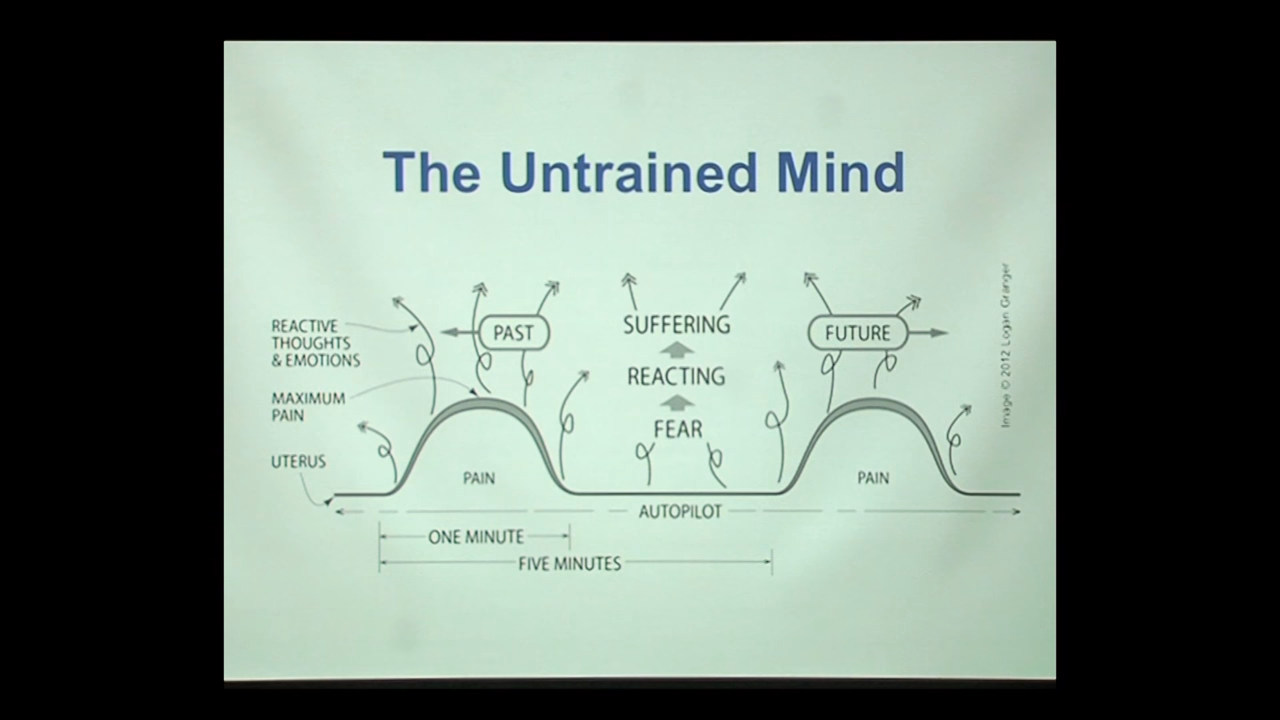 The Untrained Mind
REACTIVE
THOUGHTS
& EMOTIONS
MAXIMUM
PAIN
UTERUS
PAST
SUFFERING
REACTING
FEAR
FUTURE
PAIN
PAIN
AUTOPILOT
ONE MINUTE
FIVE MINUTES
Image © 2012 Logan Granger